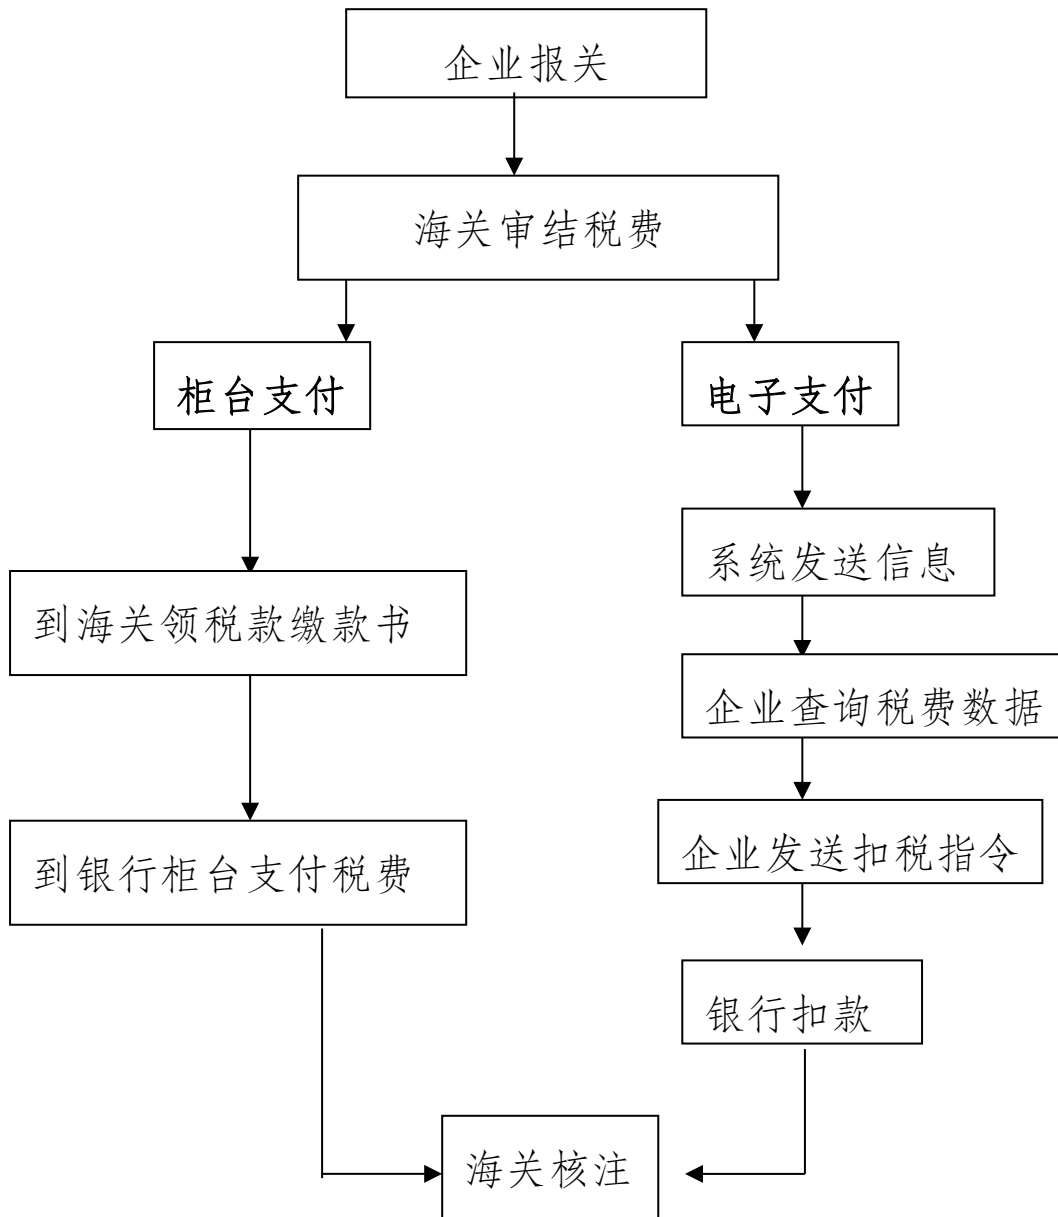 企业报关
海关审结税费
柜台支付
电子支付
系统发送信息
到海关领税款缴款书
企业查询税费数据
企业发送扣税指令
到银行柜台支付税费
银行扣款
海关核注